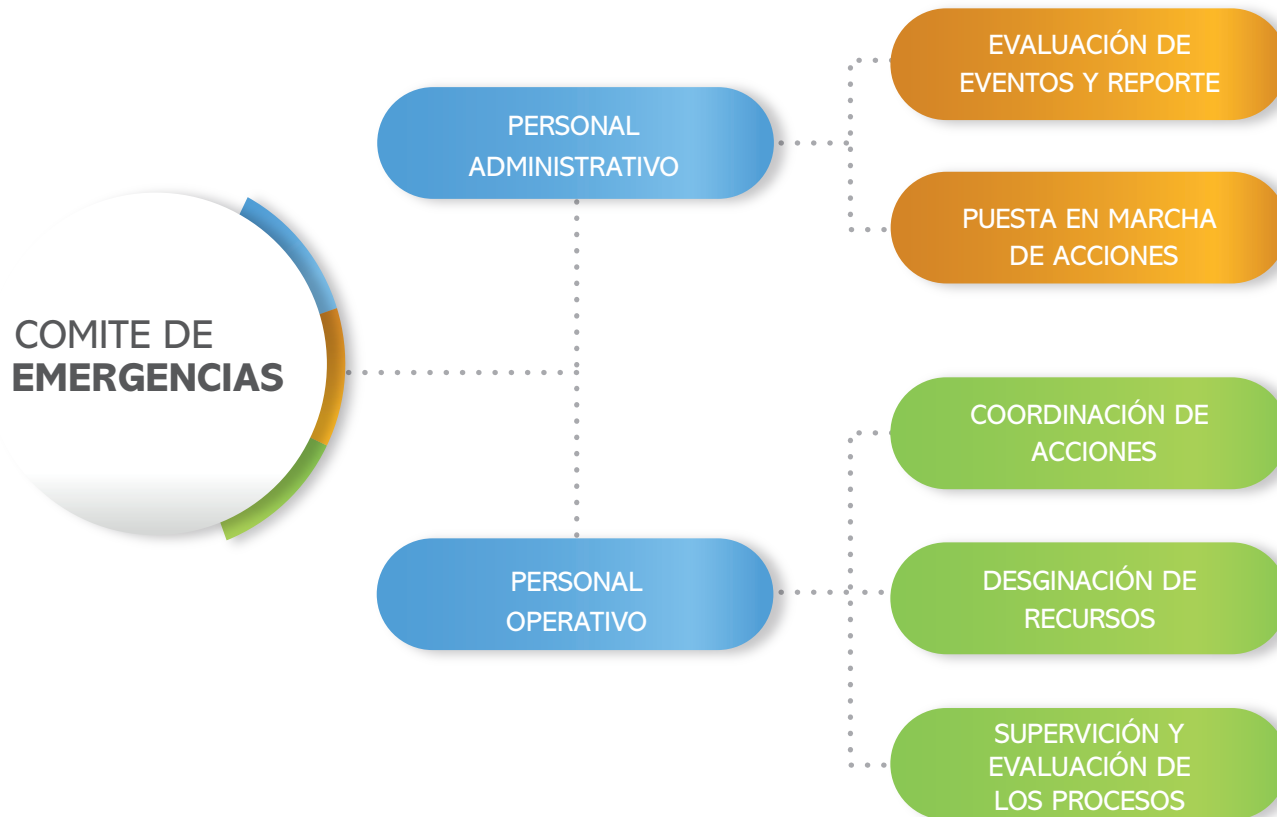 COMITE DE
EMERGENCIAS
PERSONAL
ADMINISTRATIVO
EVALUACIÓN DE
EVENTOS Y REPORTE
PUESTA EN MARCHA
DE ACCIONES
PERSONAL
OPERATIVO
COORDINACIÓN DE
ACCIONES
DESGINACIÓN DE
RECURSOS
SUPERVICIÓN Y
EVALUACIÓN DE
LOS PROCESOS